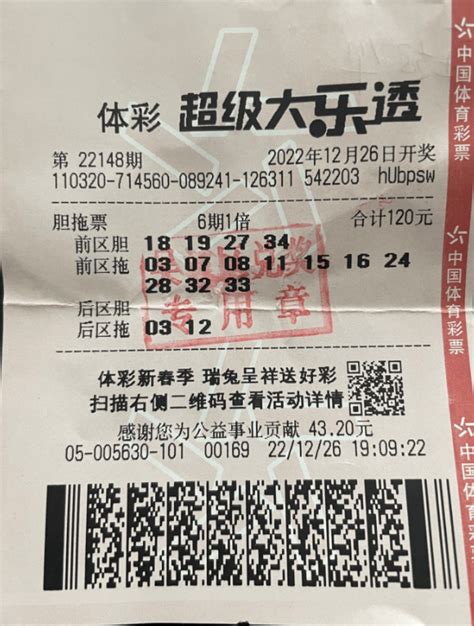 体彩 超级大乐透
第 22148期 2022年12月26日开奖
110320-714560-089241-126311 542203 hUbpsw
胆拖票 6期1倍 合计120元
前区胆 18 19 27 34
前区拖 03 07 08 11 15 16 24
28 32 33
后区胆
后区拖 03 12
专用章
体彩新春季 瑞兔呈祥送好彩
扫描右侧二维码查看活动详情
感谢您为公益事业贡献 43.20元
05-005630-101 00169 22/12/26 19:09:22
中国体育彩票
中国体育彩票
中国体育彩票